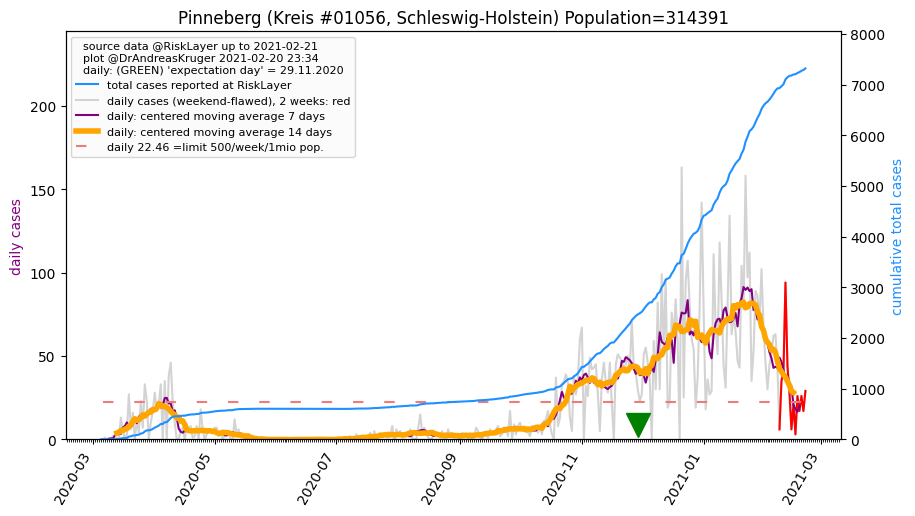 Pinneberg (Kreis #01056, Schleswig-Holstein) Population=314391
source data @RiskLayer up to 2021-02-21
plot @DrAndreasKruger 2021-02-20 23:34
daily: (GREEN) 'expectation day' = 29.11.2020
total cases reported at RiskLayer
daily cases (weekend-flawed), 2 weeks: red
daily: centered moving average 7 days
daily: centered moving average 14 days
daily 22.46 =limit 500/week/1mio pop.
daily cases
200
150
100
50
0
cumulative total cases
8000
7000
6000
5000
4000
3000
2000
1000
0
2020-03
2020-05
2020-07
2020-09
2020-11
2021-01
2021-03